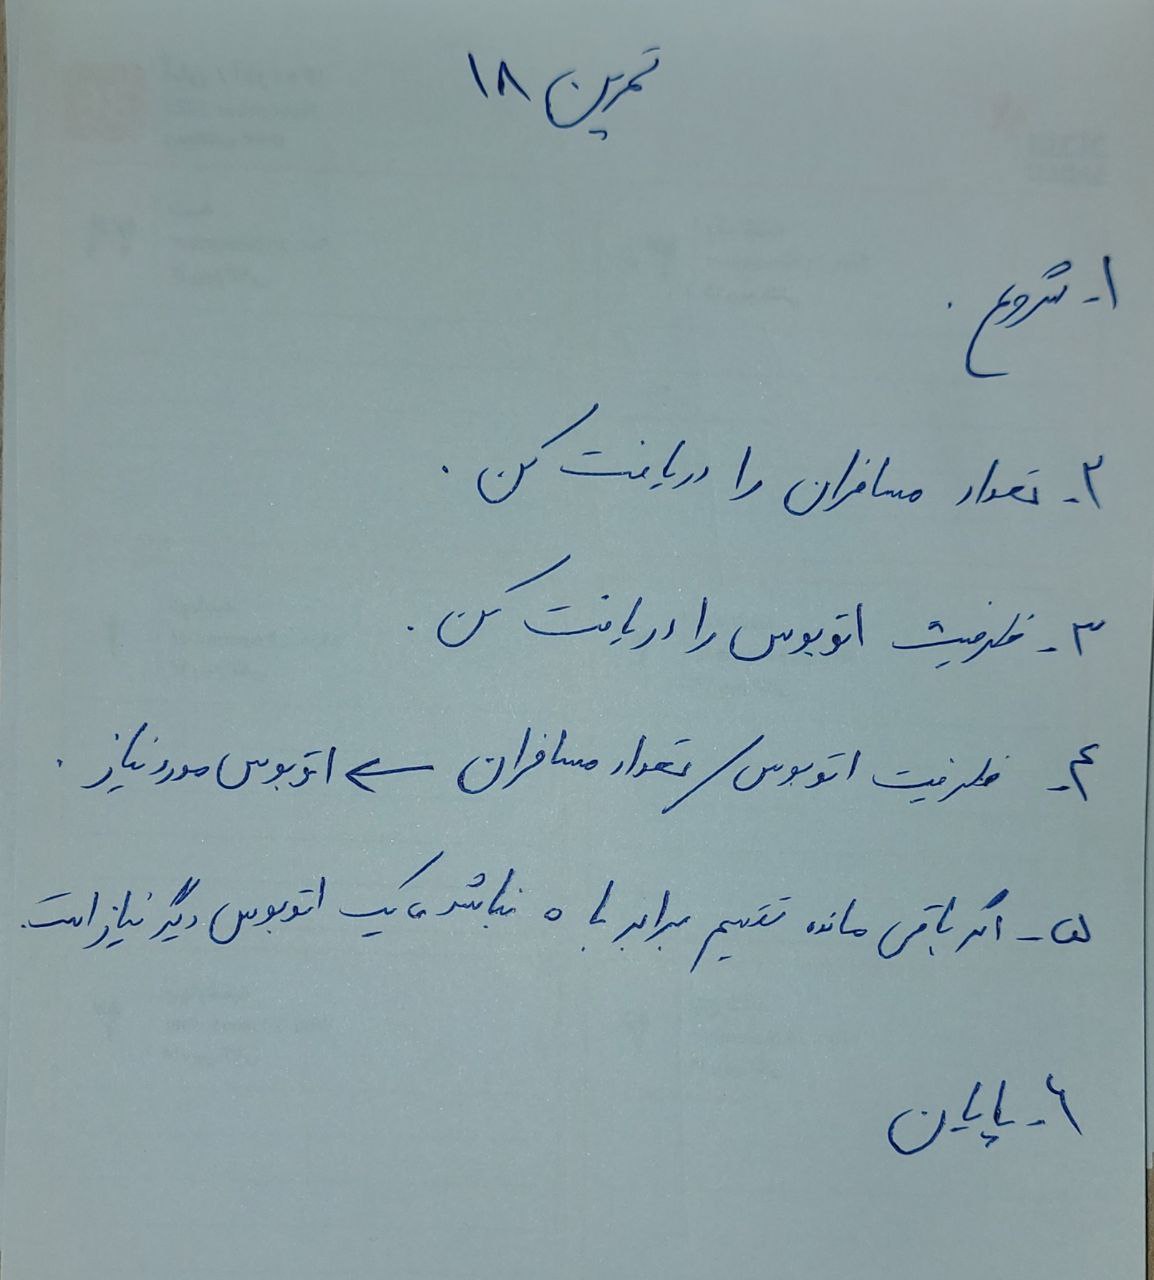 تمرین ۱۸
۱- شروع.
۲- تعداد مسافران را دریافت کن.
۳- ظرفیت اتوبوس را دریافت کن.
۴- ظرفیت اتوبوس / تعداد مسافران ← اتوبوس مورد نیاز.
۵- اگر باقی مانده تقسیم برابر با ۰ نباشد، یک اتوبوس دیگر نیاز است.
۶- پایان